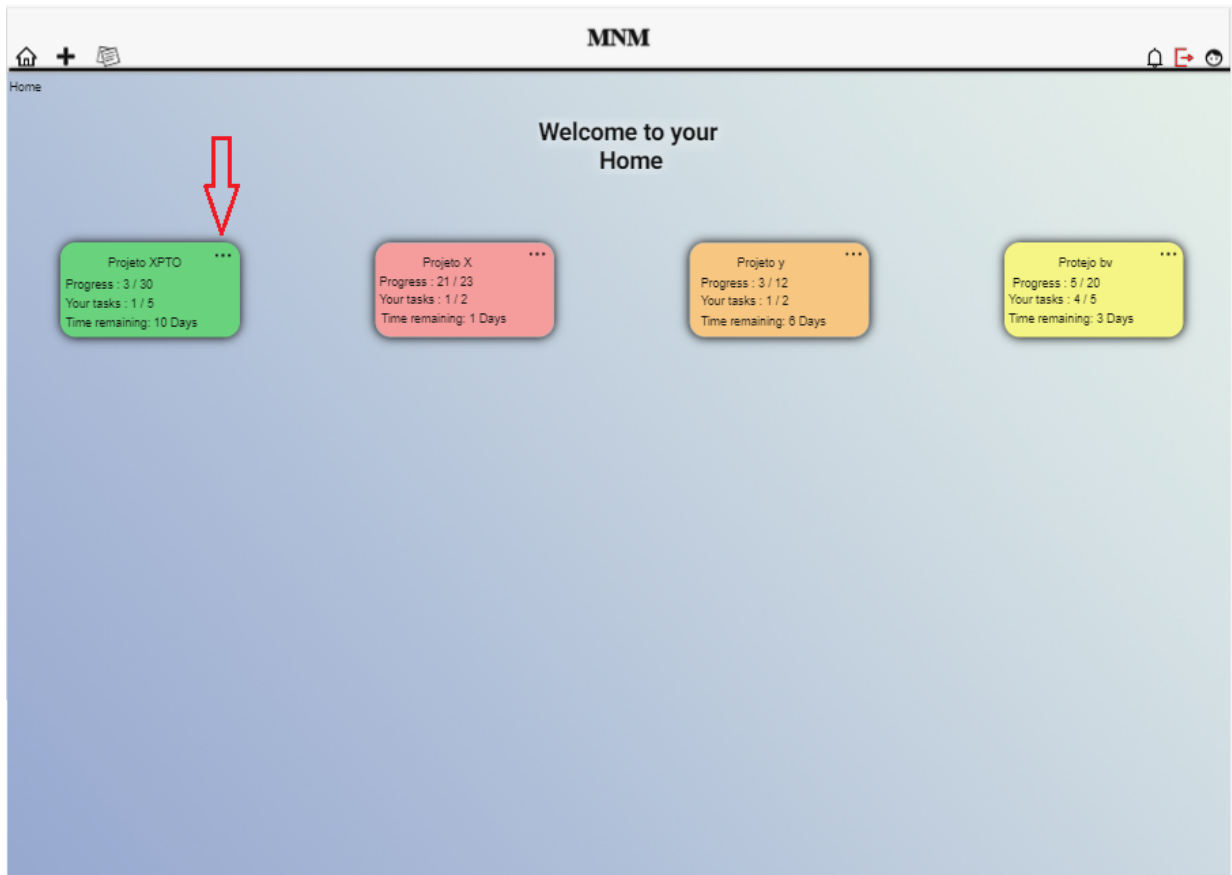 MNM
Home
Welcome to your
Home
Projeto XPTO
Progress : 3 / 30
Your tasks : 1 / 5
Time remaining: 10 Days
Projeto X
Progress : 21 / 23
Your tasks : 1 / 2
Time remaining: 1 Days
Projeto y
Progress : 3 / 12
Your tasks : 1 / 2
Time remaining: 6 Days
Protejo bv
Progress : 5 / 20
Your tasks : 4 / 5
Time remaining: 3 Days